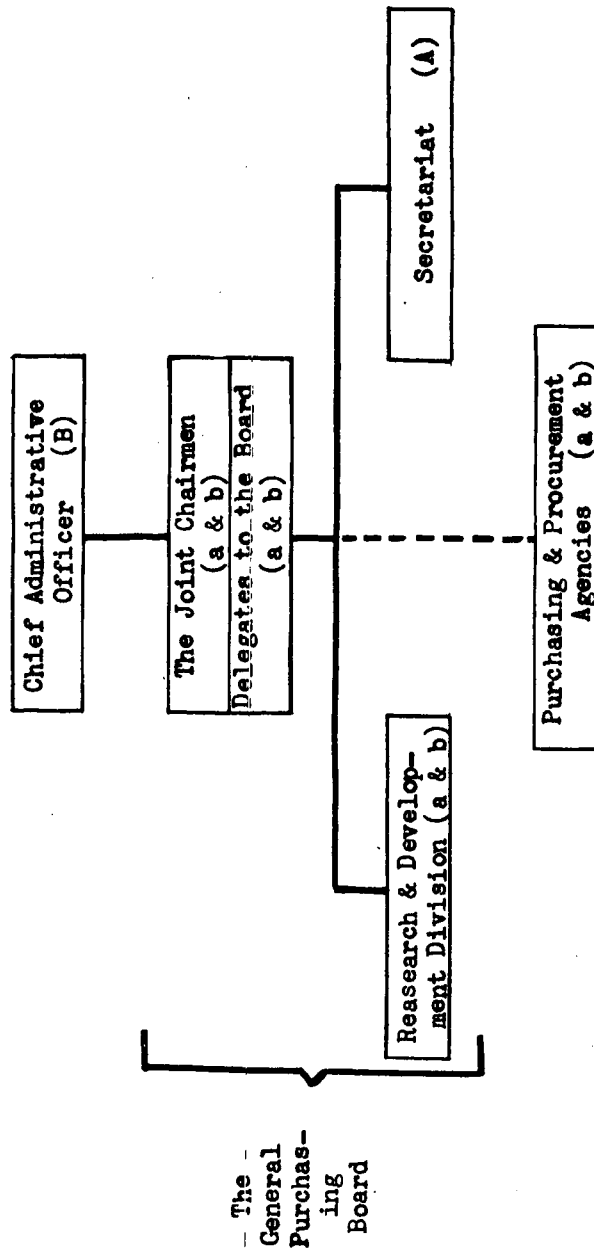 Chief Administrative
Officer (B)
The Joint Chairmen
(a & b)
Delegates to the Board
(a & b)
— The —
General
Purchas—
ing
Board
Reasearch & Develop—
ment Division (a & b)
Secretariat (A)
Purchasing & Procurement
Agencies (a & b)